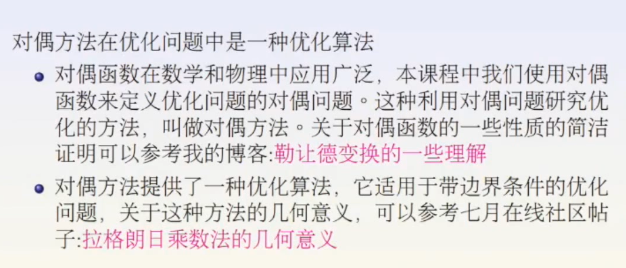 对偶方法在优化问题中是一种优化算法
对偶函数在数学和物理中应用广泛，本课程中我们使用对偶
函数来定义优化问题的对偶问题。这种利用对偶问题研究优
化的方法，叫做对偶方法。关于对偶函数的一些性质的简洁
证明可以参考我的博客:勒让德变换的一些理解
对偶方法提供了一种优化算法，它适用于带边界条件的优化
问题，关于这种方法的几何意义，可以参考七月在线社区帖
子:拉格朗日乘数法的几何意义